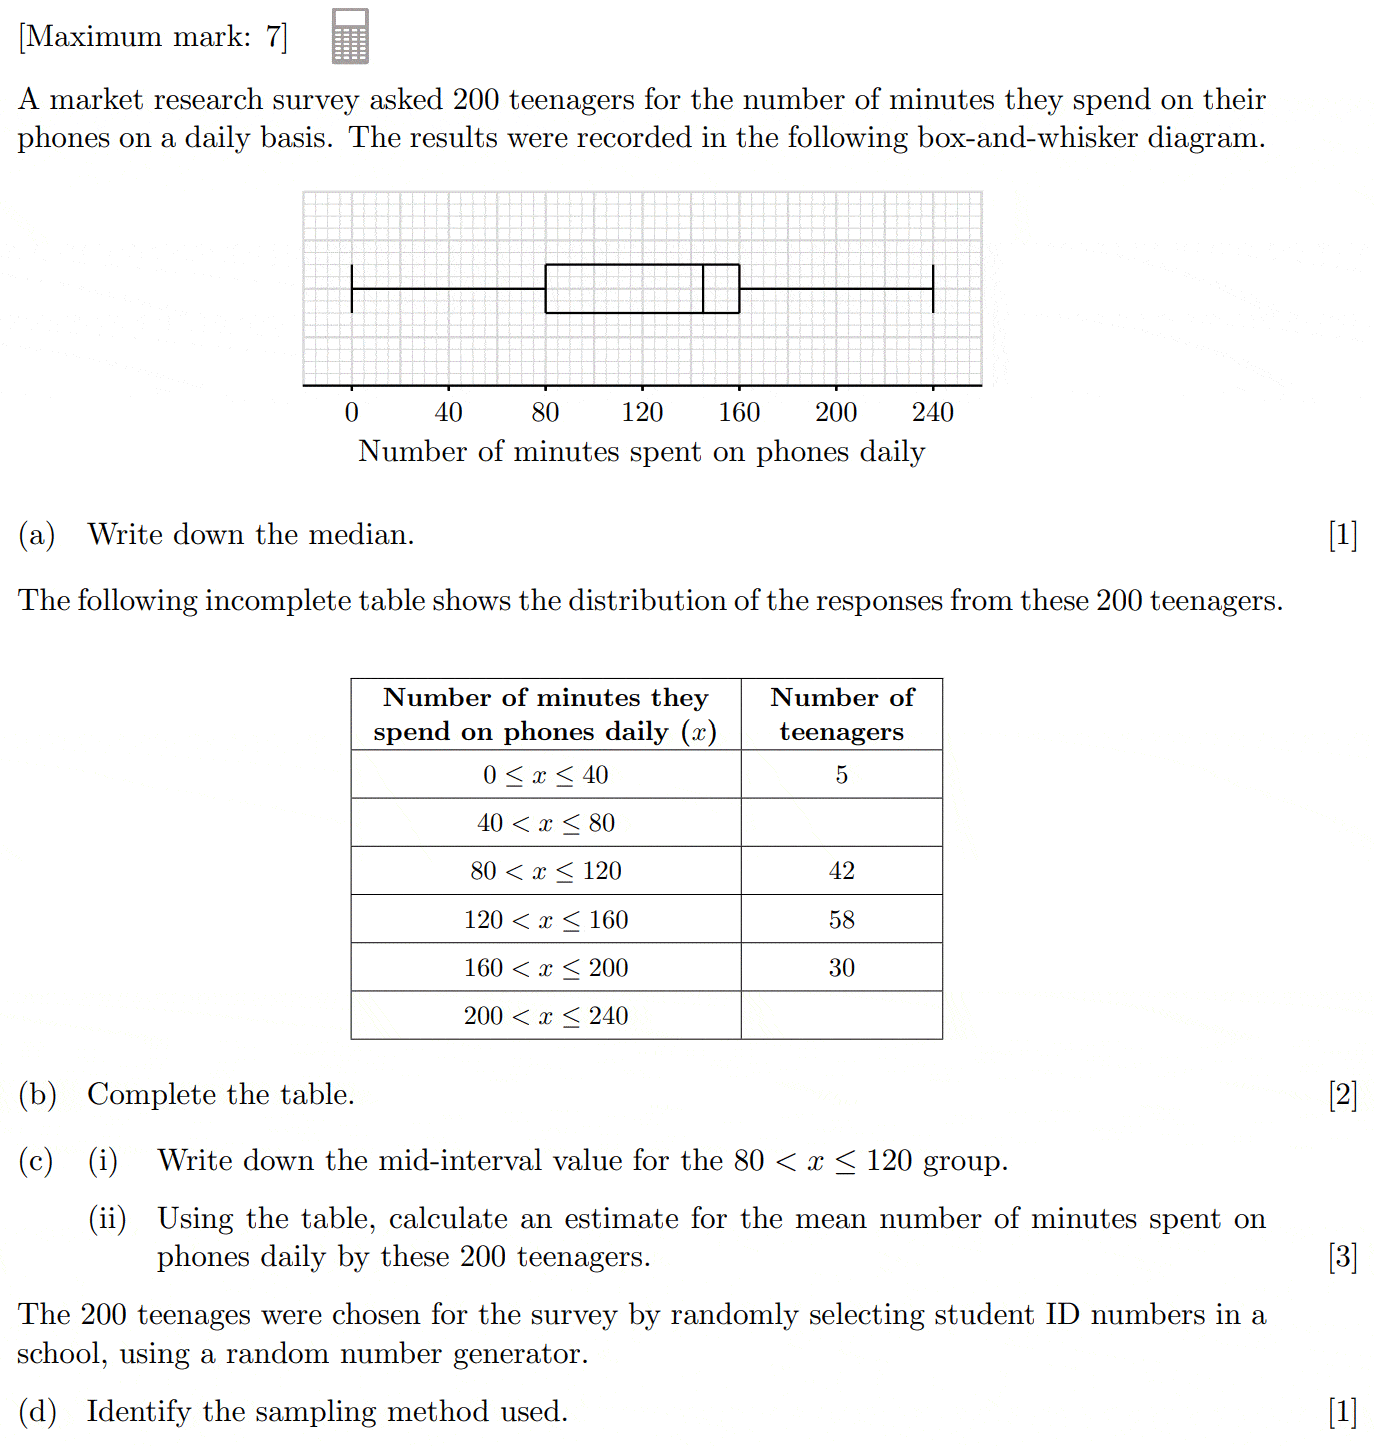 [Maximum mark: 7]
A market research survey asked 200 teenagers for the number of minutes they spend on their
phones on a daily basis. The results were recorded in the following box-and-whisker diagram.
0 40 80 120 160 200 240
Number of minutes spent on phones daily
(a) Write down the median. [1]
The following incomplete table shows the distribution of the responses from these 200 teenagers.
Number of minutes they spend on phones daily (x) Number of teenagers
0 ≤ x ≤ 40 5
40 < x ≤ 80
80 < x ≤ 120 42
120 < x ≤ 160 58
160 < x ≤ 200 30
200 < x ≤ 240
(b) Complete the table. [2]
(c) (i) Write down the mid-interval value for the 80 < x ≤ 120 group.
(ii) Using the table, calculate an estimate for the mean number of minutes spent on
phones daily by these 200 teenagers. [3]
The 200 teenages were chosen for the survey by randomly selecting student ID numbers in a
school, using a random number generator.
(d) Identify the sampling method used. [1]